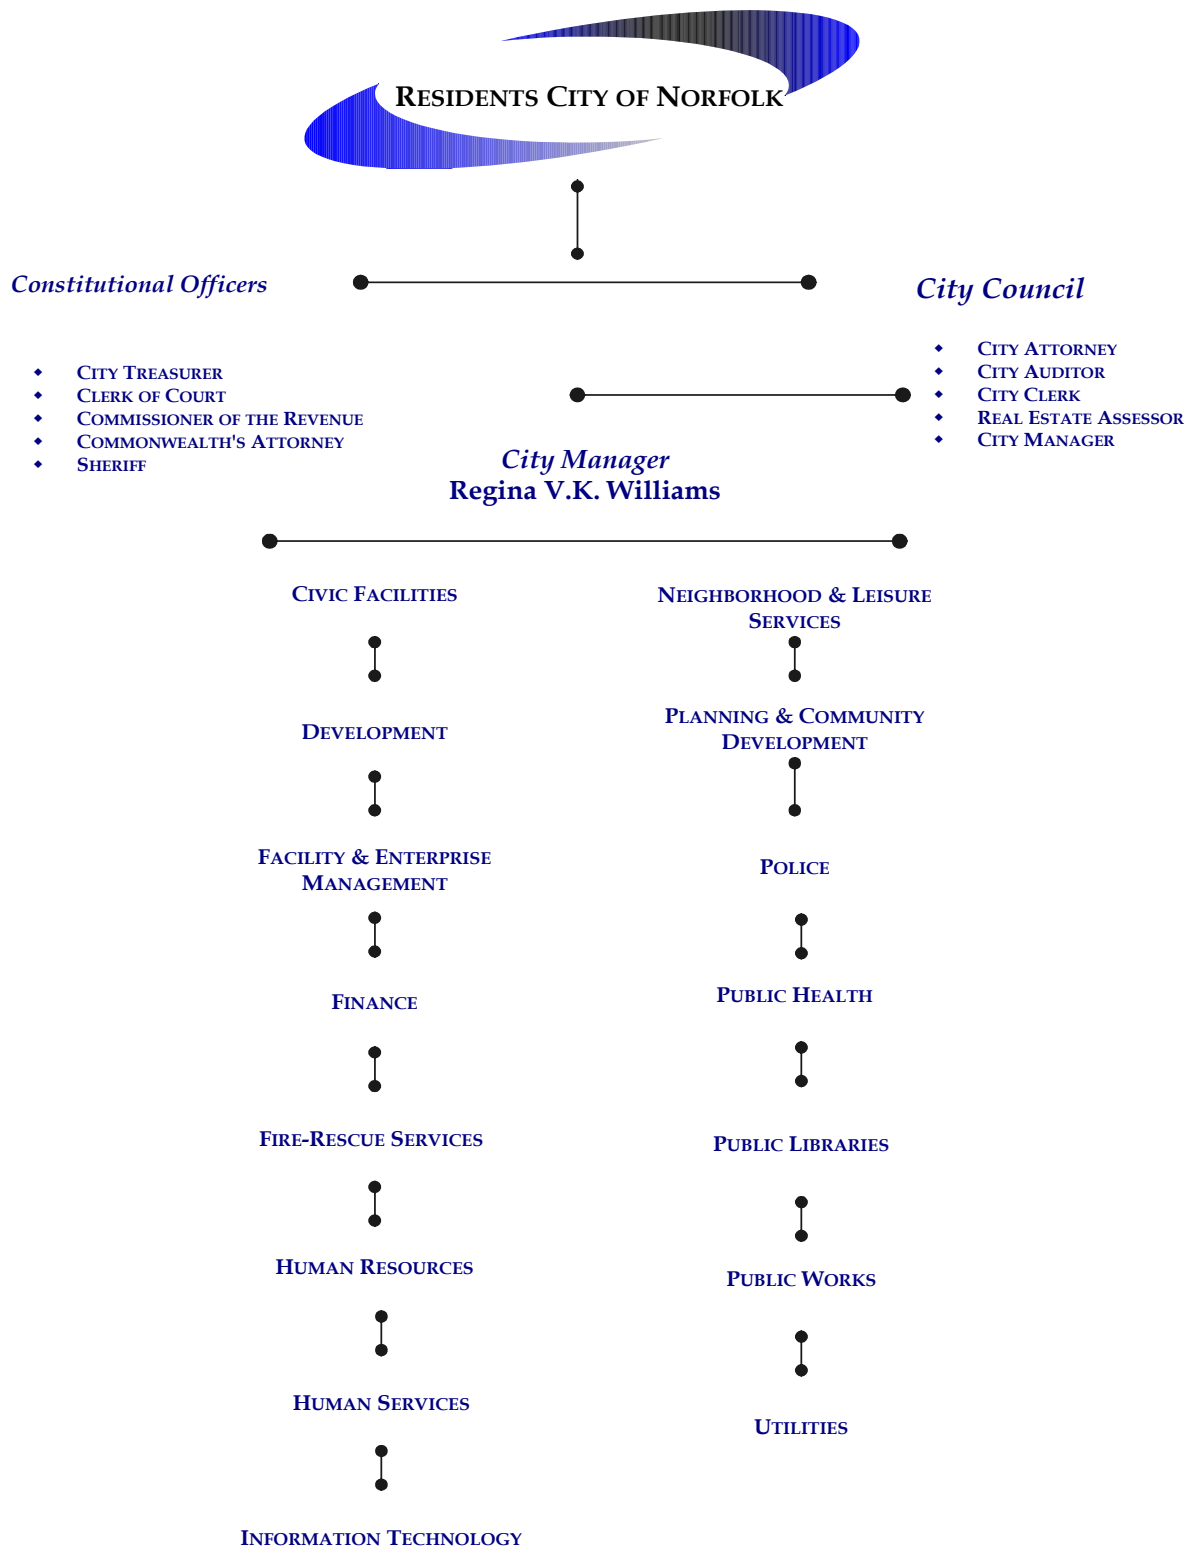 RESIDENTS CITY OF NORFOLK
Constitutional Officers
CITY TREASURER
CLERK OF COURT
COMMISSIONER OF THE REVENUE
COMMONWEALTH'S ATTORNEY
SHERIFF
City Council
CITY ATTORNEY
CITY AUDITOR
CITY CLERK
REAL ESTATE ASSESSOR
CITY MANAGER
City Manager
Regina V.K. Williams
CIVIC FACILITIES
DEVELOPMENT
FACILITY & ENTERPRISE
MANAGEMENT
FINANCE
FIRE-RESCUE SERVICES
HUMAN RESOURCES
HUMAN SERVICES
INFORMATION TECHNOLOGY
NEIGHBORHOOD & LEISURE
SERVICES
PLANNING & COMMUNITY
DEVELOPMENT
POLICE
PUBLIC HEALTH
PUBLIC LIBRARIES
PUBLIC WORKS
UTILITIES